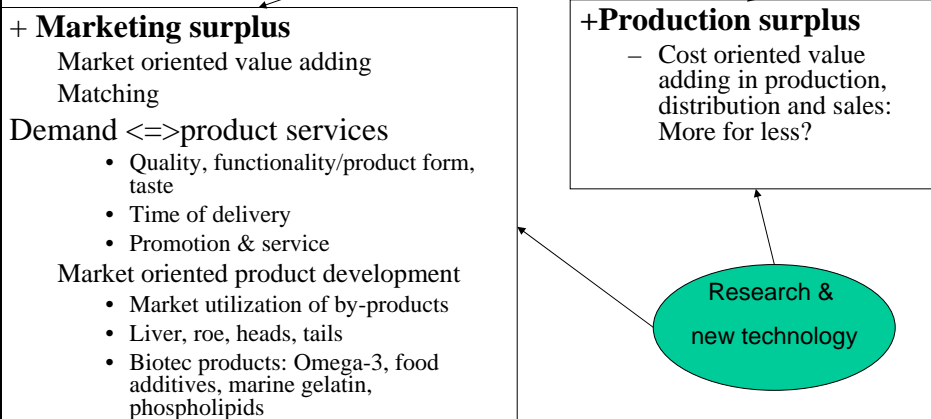 + Marketing surplus
Market oriented value adding
Matching
Demand <=>product services
• Quality, functionality/product form,
taste
• Time of delivery
• Promotion & service
Market oriented product development
• Market utilization of by-products
• Liver, roe, heads, tails
• Biotec products: Omega-3, food
additives, marine gelatin,
phospholipids
+Production surplus
– Cost oriented value
adding in production,
distribution and sales:
More for less?
Research &
new technology